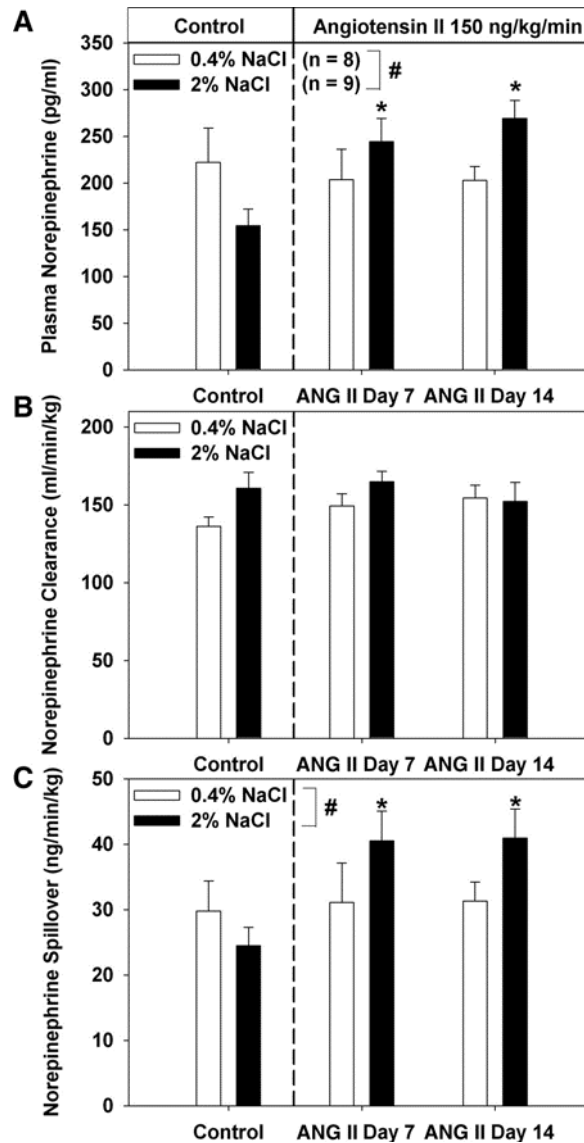 A
Control
Angiotensin II 150 ng/kg/min
Plasma Norepinephrine (pg/ml)
350
300
250
200
150
100
50
0
0.4% NaCl (n = 8)
2% NaCl (n = 9)
#
*
*
Control ANG II Day 7 ANG II Day 14
B
Norepinephrine Clearance (ml/min/kg)
200
150
100
50
0
0.4% NaCl
2% NaCl
Control ANG II Day 7 ANG II Day 14
C
Norepinephrine Spillover (ng/min/kg)
50
40
30
20
10
0
0.4% NaCl
2% NaCl
#
*
*
Control ANG II Day 7 ANG II Day 14